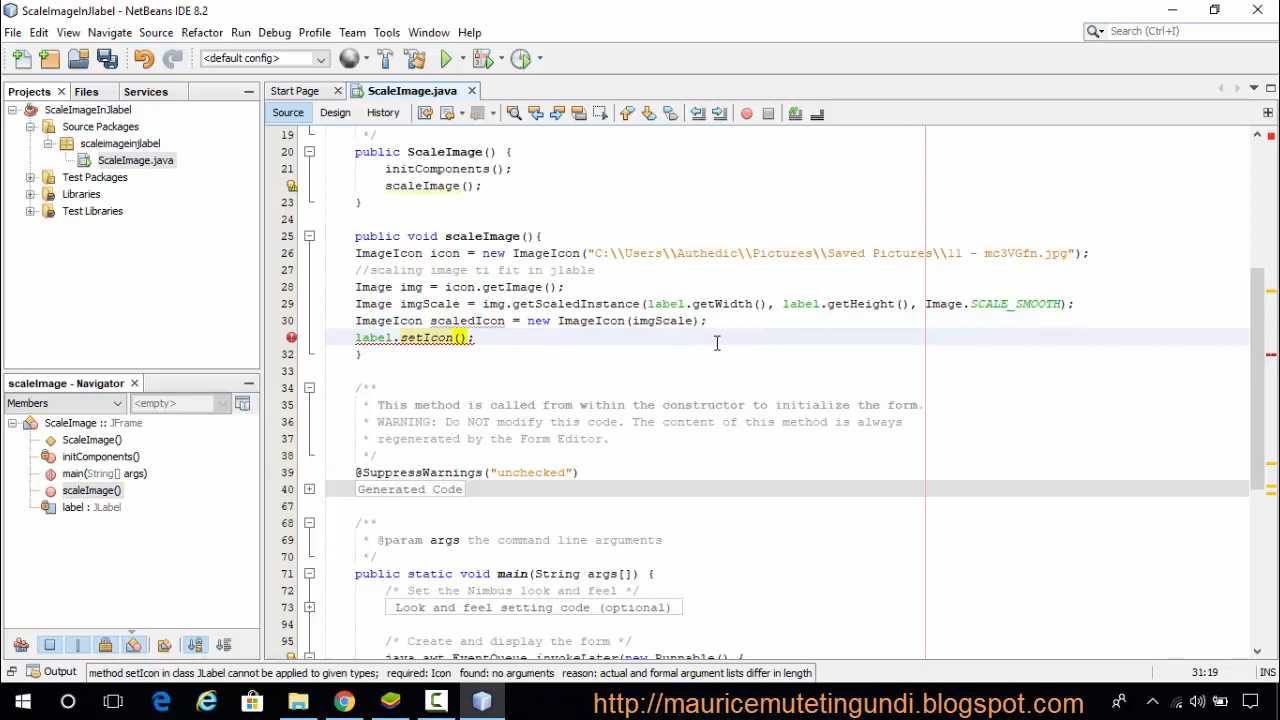 ScaleImageInJlabel - NetBeans IDE 8.2
File Edit View Navigate Source Refactor Run Debug Profile Team Tools Window Help
Search (Ctrl+I)
<default config>
Projects Files Services
Start Page ScaleImage.java
Source Design History
ScaleImageInJlabel
Source Packages
scaleimageinjlabel
ScaleImage.java
Test Packages
Libraries
Test Libraries
19 */
20 public ScaleImage() {
21 initComponents();
scaleImage();
23 }
24
25 public void scaleImage(){
26 ImageIcon icon = new ImageIcon("C:\\Users\\Authedic\\Pictures\\Saved Pictures\\11 - mc3VGfn.jpg");
27 //scaling image ti fit in jlable
28 Image img = icon.getImage();
29 Image imgScale = img.getScaledInstance(label.getWidth(), label.getHeight(), Image.SCALE_SMOOTH);
30 ImageIcon scaledIcon = new ImageIcon(imgScale);
label.setIcon();
32 }
33
34 /**
35 * This method is called from within the constructor to initialize the form.
36 * WARNING: Do NOT modify this code. The content of this method is always
37 * regenerated by the Form Editor.
38 */
39 @SuppressWarnings("unchecked")
40 Generated Code
67
68 /**
69 * @param args the command line arguments
70 */
71 public static void main(String args[]) {
72 /* Set the Nimbus look and feel */
73 Look and feel setting code (optional)
94
95 /* Create and display the form */
java.awt.EventQueue.invokeLater(new Runnable() {
scaleImage - Navigator
Members <empty>
ScaleImage :: JFrame
ScaleImage()
initComponents()
main(String[] args)
scaleImage()
label : JLabel
Output
method setIcon in class JLabel cannot be applied to given types; required: Icon found: no arguments reason: actual and formal argument lists differ in length
31:19 INS
http://mauricemutetingundi.blogspot.com